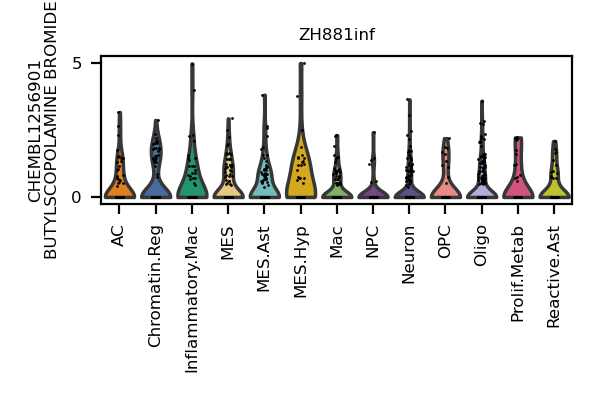 ZH881inf
CHEMBL1256901
BUTYLSCOPOLAMINE BROMIDE
5
0
AC
Chromatin.Reg
Inflammatory.Mac
MES
MES.Ast
MES.Hyp
Mac
NPC
Neuron
OPC
Oligo
Prolif.Metab
Reactive.Ast